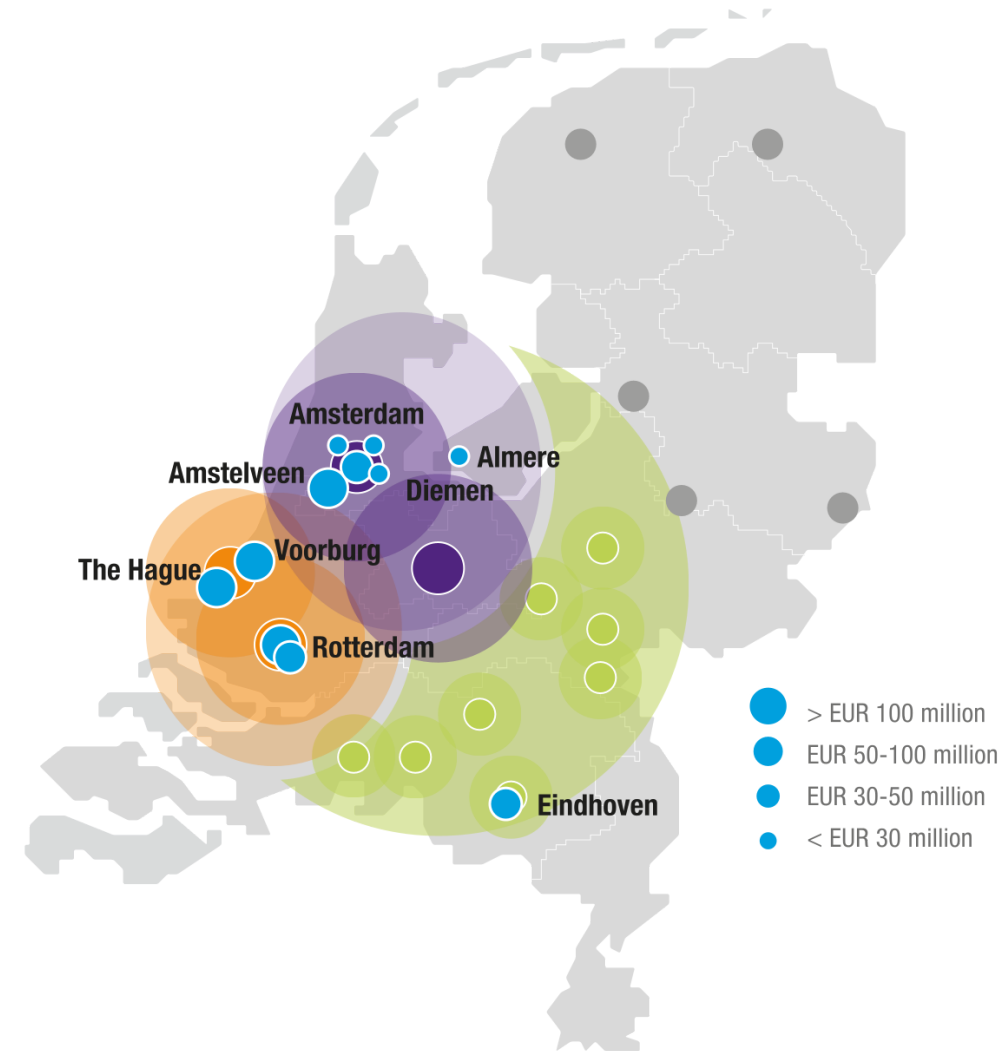 Amsterdam
Amstelveen
Almere
Diemen
Voorburg
The Hague
Rotterdam
Eindhoven
> EUR 100 million
EUR 50-100 million
EUR 30-50 million
< EUR 30 million